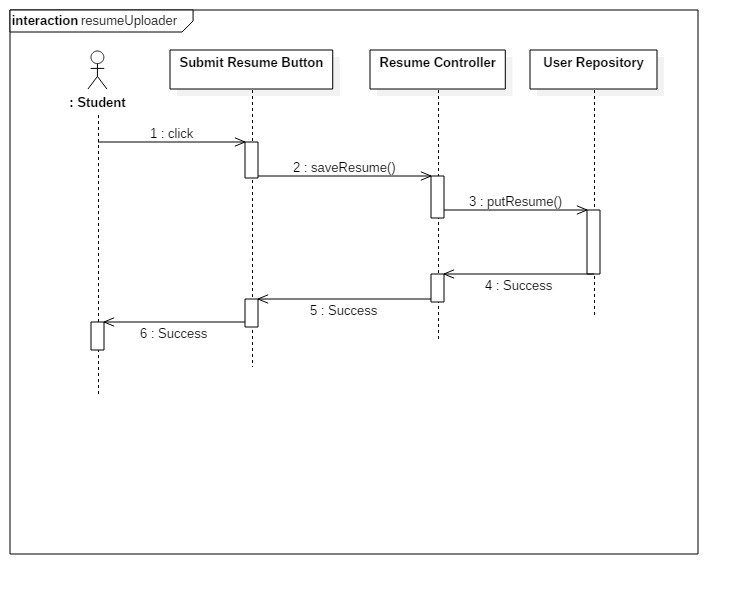 interaction resumeUploader
Submit Resume Button
Resume Controller
User Repository
: Student
1 : click
2 : saveResume()
3 : putResume()
4 : Success
5 : Success
6 : Success